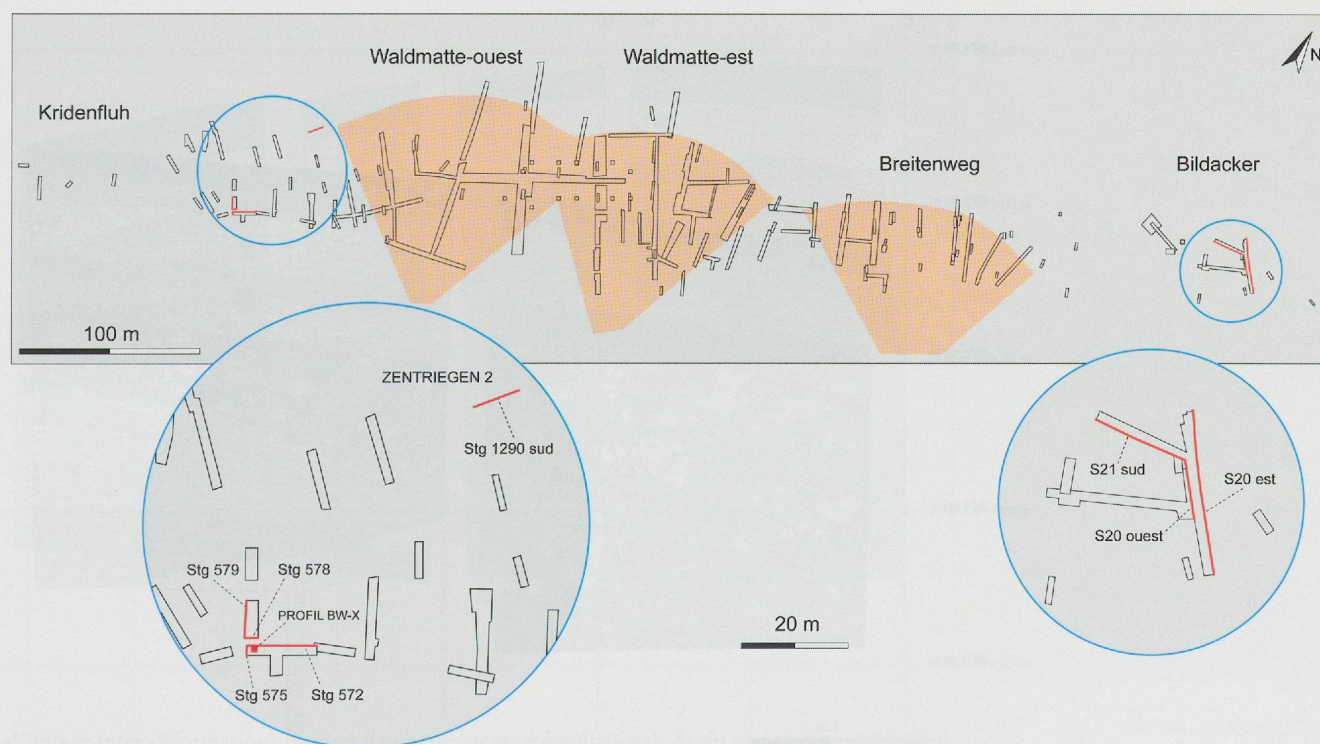 Waldmatte-ouest
Waldmatte-est
N
Kridenfluh
Breitenweg
Bildacker
100 m
ZENTRIEGEN 2
Stg 1290 sud
S21 sud
S20 est
S20 ouest
Stg 579
Stg 578
PROFIL BW-X
20 m
Stg 575
Stg 572